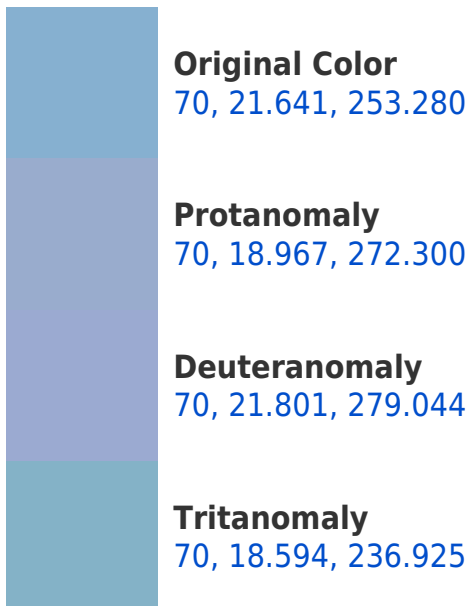 Original Color
70, 21.641, 253.280
Protanomaly
70, 18.967, 272.300
Deuteranomaly
70, 21.801, 279.044
Tritanomaly
70, 18.594, 236.925